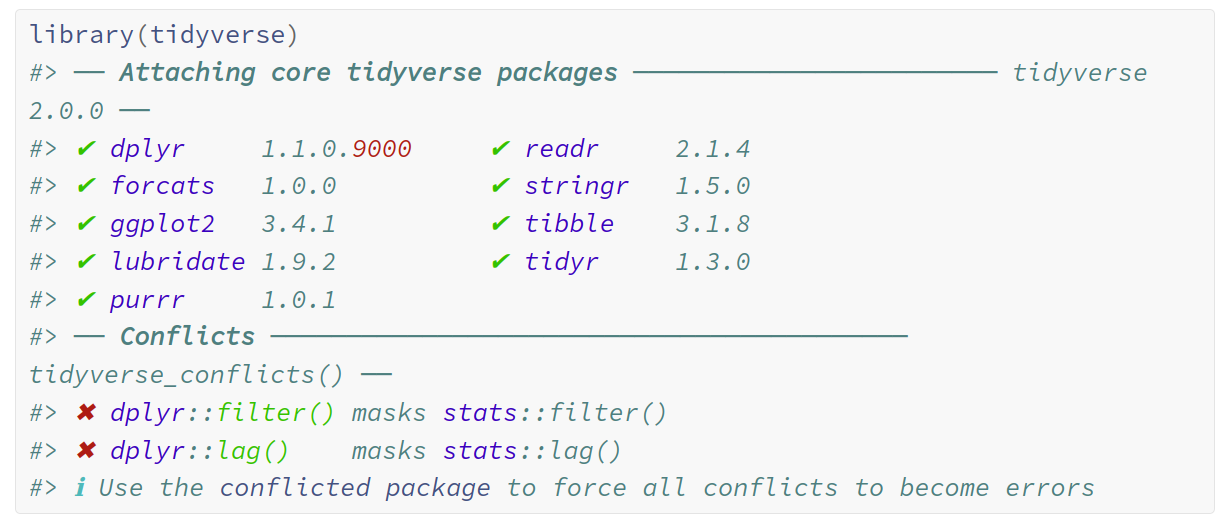 library(tidyverse)
#> ── Attaching core tidyverse packages ──────────────────────── tidyverse
2.0.0 ──
#> ✔ dplyr     1.1.0.9000     ✔ readr     2.1.4
#> ✔ forcats   1.0.0          ✔ stringr   1.5.0
#> ✔ ggplot2   3.4.1          ✔ tibble    3.1.8
#> ✔ lubridate 1.9.2          ✔ tidyr     1.3.0
#> ✔ purrr     1.0.1
#> ── Conflicts ──────────────────────────────────────────
tidyverse_conflicts() ──
#> ✖ dplyr::filter() masks stats::filter()
#> ✖ dplyr::lag()    masks stats::lag()
#> ℹ Use the conflicted package to force all conflicts to become errors